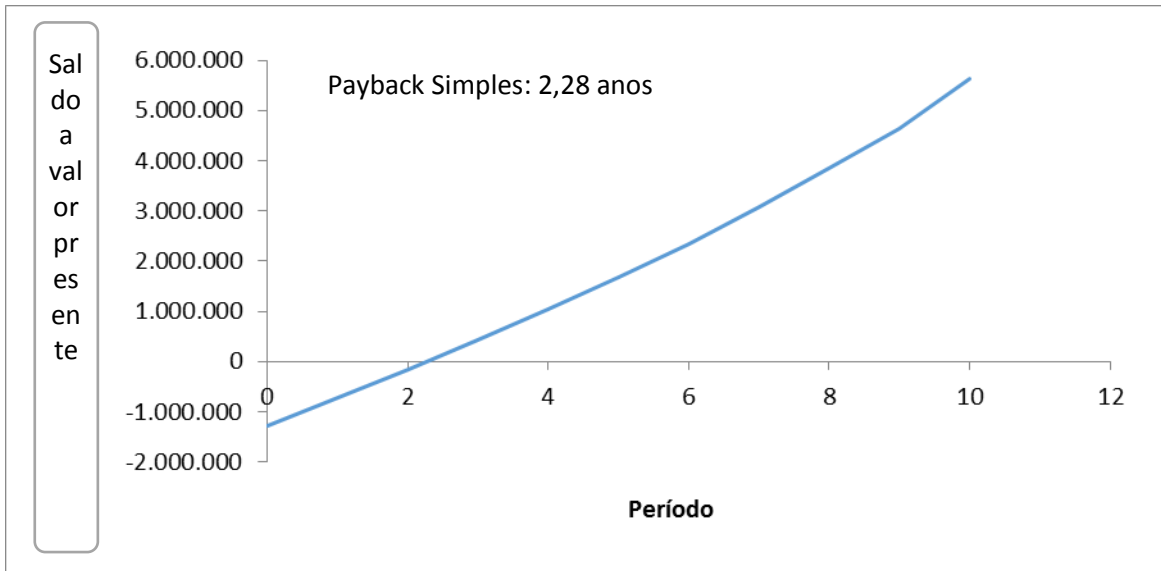 Sal
do
a
val
or
pr
es
en
te
Payback Simples: 2,28 anos
6.000.000
5.000.000
4.000.000
3.000.000
2.000.000
1.000.000
0
-1.000.000
-2.000.000
0 2 4 6 8 10 12
Período